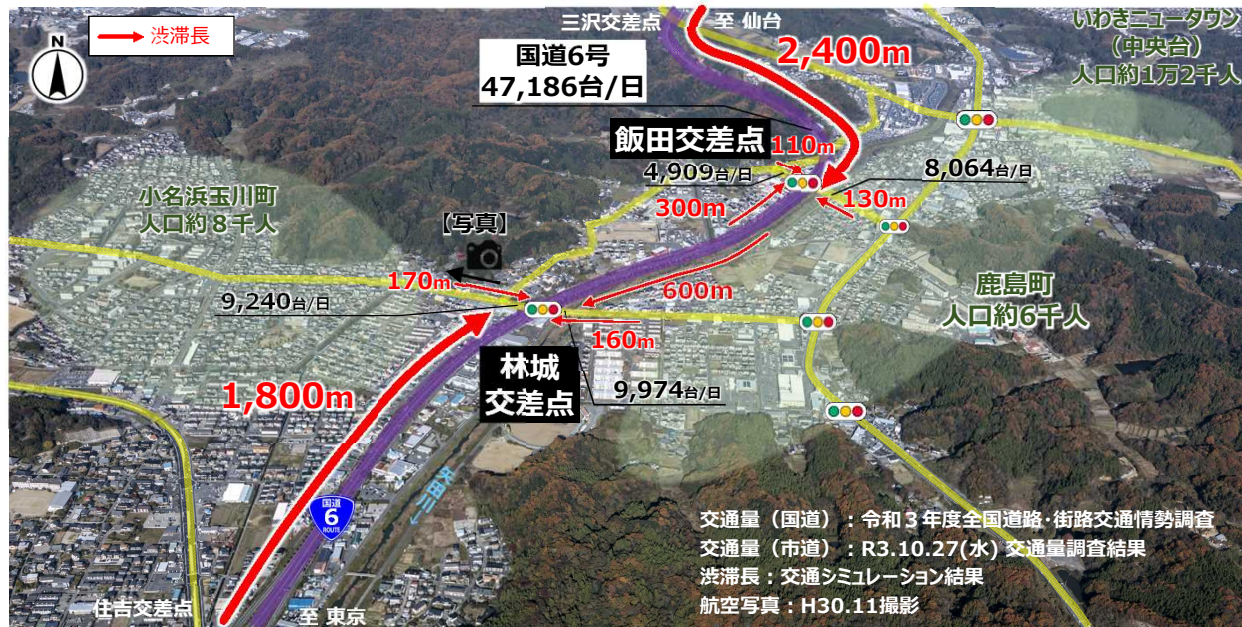 N
渋滞長
三沢交差点
至 仙台
いわきニュータウン
(中央台)
人口約1万2千人
国道6号
47,186台/日
2,400m
飯田交差点
110m
4,909台/日
8,064台/日
300m
130m
小名浜玉川町
人口約８千人
【写真】
170m
9,240台/日
600m
鹿島町
人口約6千人
160m
林城
交差点
9,974台/日
1,800m
国道
6
ROUTE
矢田川
交通量（国道）：令和３年度全国道路･街路交通情勢調査
交通量（市道）：R3.10.27(水) 交通量調査結果
渋滞長：交通シミュレーション結果
航空写真：H30.11撮影
住吉交差点
至 東京